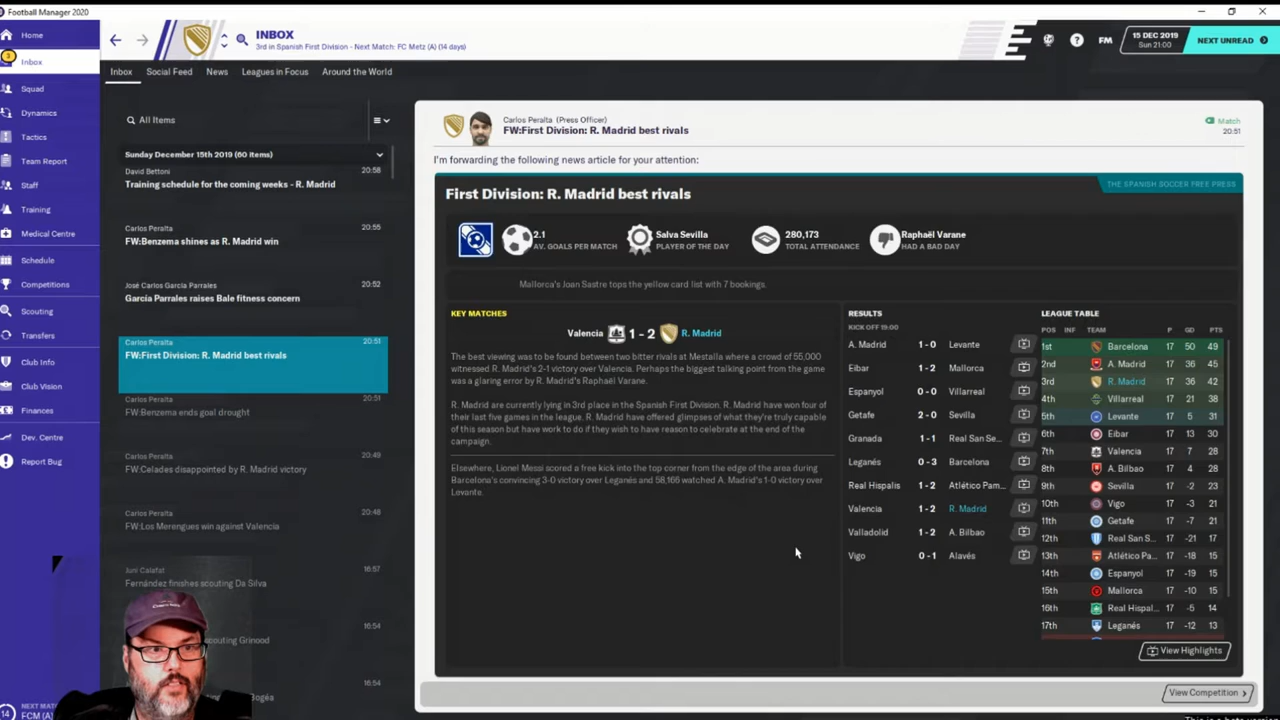 Football Manager 2020
Home
Inbox
Squad
Dynamics
Tactics
Team Report
Staff
Training
Medical Centre
Schedule
Competitions
Scouting
Transfers
Club Info
Club Vision
Finances
Dev. Centre
Report Bug
14
NEXT MATCH
FCM (A)
INBOX
3rd in Spanish First Division - Next Match: FC Metz (A) (14 days)
FM
15 DEC 2019
Sun 21:00
NEXT UNREAD
Inbox Social Feed News Leagues in Focus Around the World
All Items
Sunday December 15th 2019 (60 items)
David Bettoni 20:58
Training schedule for the coming weeks - R. Madrid
Carlos Peralta
FW:Benzema shines as R. Madrid win
José Carlos García Parrales 20:52
García Parrales raises Bale fitness concern
Carlos Peralta 20:51
FW:First Division: R. Madrid best rivals
Carlos Peralta 20:51
FW:Benzema ends goal drought
Carlos Peralta 20:49
FW:Celades disappointed by R. Madrid victory
Carlos Peralta 20:48
FW:Los Merengues win against Valencia
Juni Calafat 16:57
Fernández finishes scouting Da Silva
16:54
scouting Grinood
16:54
Bogéa
Carlos Peralta (Press Officer)
FW:First Division: R. Madrid best rivals
Match
20:51
I'm forwarding the following news article for your attention:
THE SPANISH SOCCER FREE PRESS
First Division: R. Madrid best rivals
2.1
AV. GOALS PER MATCH
Salva Sevilla
PLAYER OF THE DAY
280,173
TOTAL ATTENDANCE
Raphaël Varane
HAD A BAD DAY
Mallorca's Joan Sastre tops the yellow card list with 7 bookings.
KEY MATCHES
Valencia 1 - 2 R. Madrid
The best viewing was to be found between two bitter rivals at Mestalla where a crowd of 55,000
witnessed R. Madrid's 2-1 victory over Valencia. Perhaps the biggest talking point from the game
was a glaring error by R. Madrid's Raphaël Varane.
R. Madrid are currently lying in 3rd place in the Spanish First Division. R. Madrid have won four of
their last five games in the league. R. Madrid have offered glimpses of what they're truly capable
of this season but have work to do if they wish to have reason to celebrate at the end of the
campaign.
Elsewhere, Lionel Messi scored a free kick into the top corner from the edge of the area during
Barcelona's convincing 3-0 victory over Leganés and 58,166 watched A. Madrid's 1-0 victory over
Levante.
RESULTS
KICK OFF 19:00
A. Madrid 1 - 0 Levante
Eibar 1 - 2 Mallorca
Espanyol 0 - 0 Villarreal
Getafe 2 - 0 Sevilla
Granada 1 - 1 Real San Se...
Leganés 0 - 3 Barcelona
Real Hispalis 1 - 2 Atlético Pam...
Valencia 1 - 2 R. Madrid
Valladolid 1 - 2 A. Bilbao
Vigo 0 - 1 Alavés
LEAGUE TABLE
POS INF TEAM P GD PTS
1st Barcelona 17 50 49
2nd A. Madrid 17 36 45
3rd R. Madrid 17 36 42
4th Villarreal 17 21 38
5th Levante 17 5 31
6th Eibar 17 13 30
7th Valencia 17 7 28
8th A. Bilbao 17 4 28
9th Sevilla 17 -2 23
10th Vigo 17 -3 21
11th Getafe 17 -7 21
12th Real San S... 17 -21 17
13th Atlético Pa... 17 -18 15
14th Espanyol 17 -19 15
15th Mallorca 17 -10 15
16th Real Hispal... 17 -5 14
17th Leganés 17 -12 13
View Highlights
View Competition